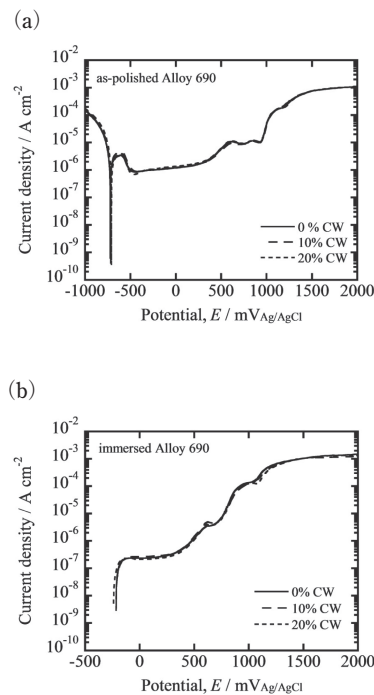 (a)
10-2
as-polished Alloy 690
10-3
10-4
10-5
10-6
10-7
10-8
10-9
10-10
Current density / A cm-2
0 % CW
10% CW
20% CW
-1000 -500 0 500 1000 1500 2000
Potential, E / mVAg/AgCl
(b)
10-2
immersed Alloy 690
10-3
10-4
10-5
10-6
10-7
10-8
10-9
10-10
Current density / A cm-2
0% CW
10% CW
20% CW
-500 0 500 1000 1500 2000
Potential, E / mVAg/AgCl